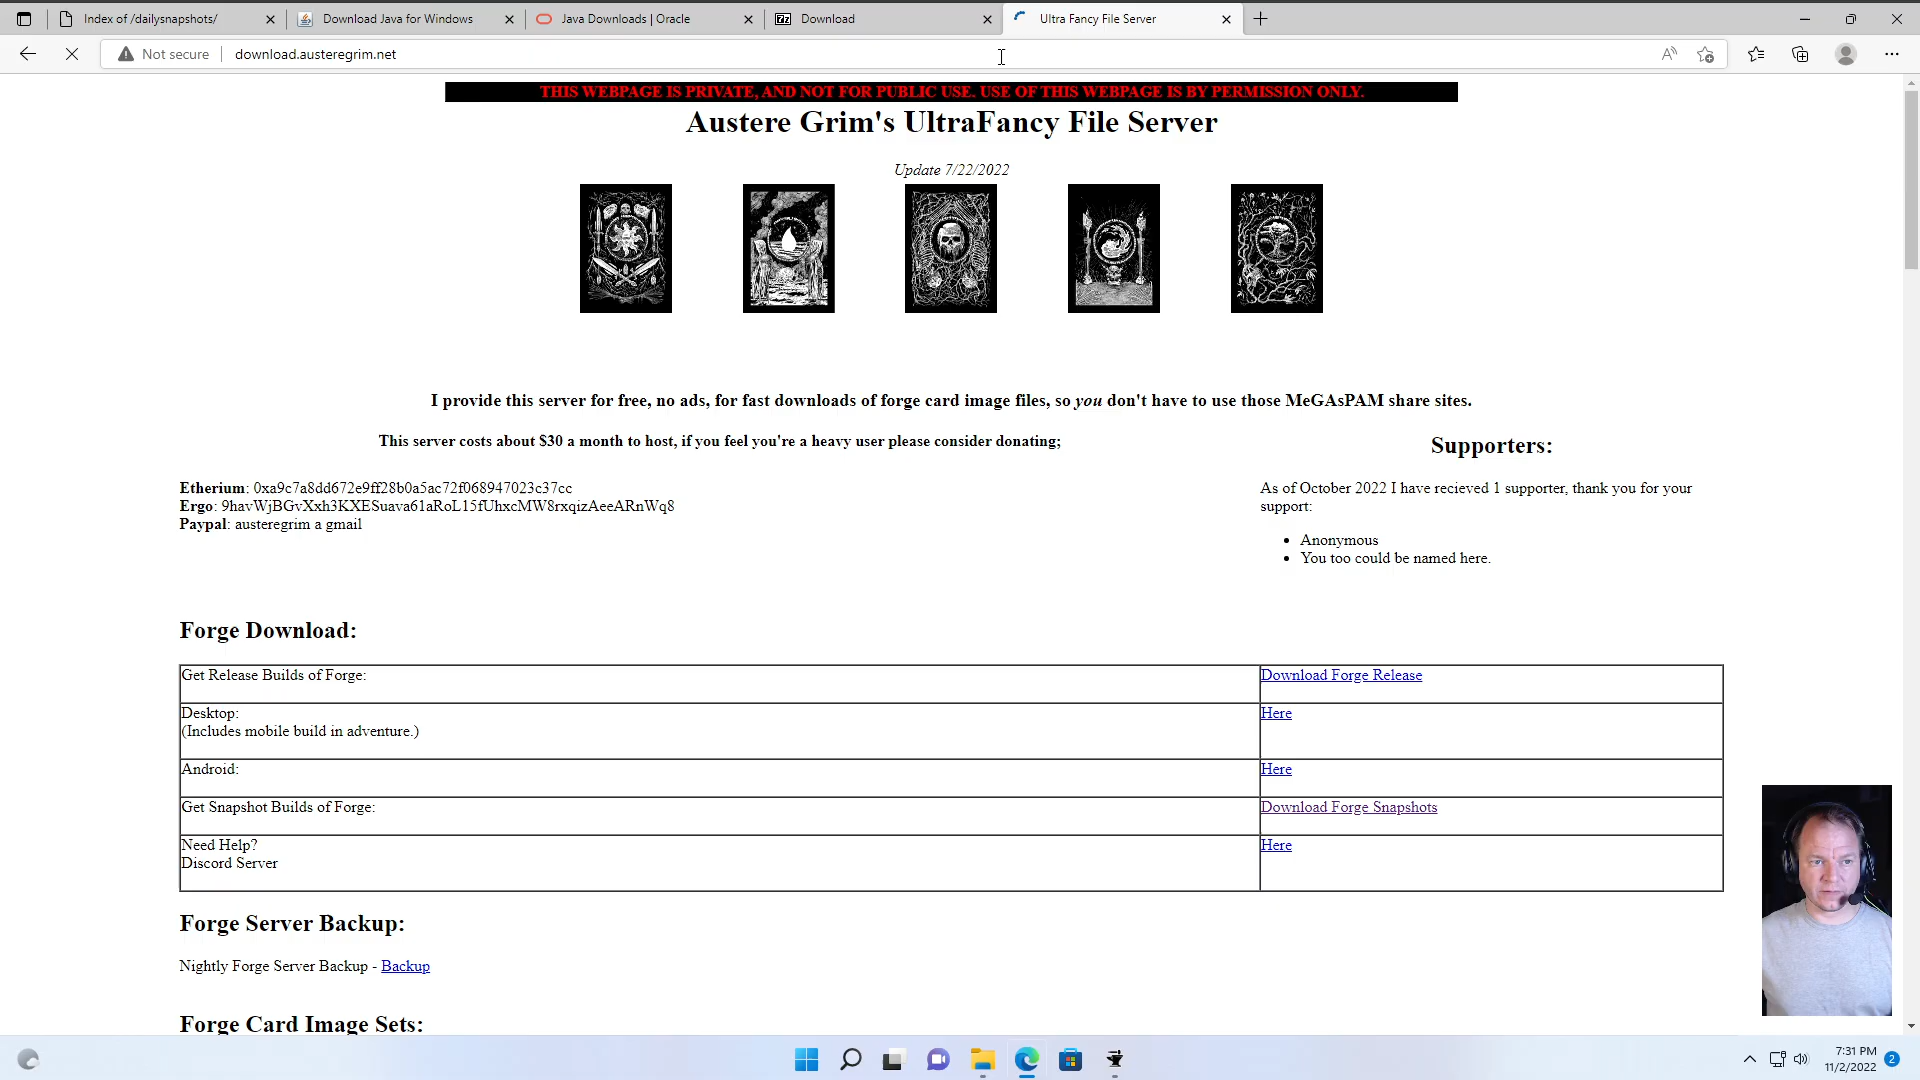 Index of /dailysnapshots/
Download Java for Windows
Java Downloads | Oracle
7z Download
Ultra Fancy File Server
Not secure
download.austeregrim.net
THIS WEBPAGE IS PRIVATE, AND NOT FOR PUBLIC USE. USE OF THIS WEBPAGE IS BY PERMISSION ONLY.
Austere Grim's UltraFancy File Server
Update 7/22/2022
I provide this server for free, no ads, for fast downloads of forge card image files, so you don't have to use those MeGAsPAM share sites.
This server costs about $30 a month to host, if you feel you're a heavy user please consider donating;
Etherium: 0xa9c7a8dd672e9ff28b0a5ac72f068947023c37cc
Ergo: 9havWjBGvXxh3KXESuava61aRoL15fUhxcMW8rxqizAeeARnWq8
Paypal: austeregrim a gmail
Supporters:
As of October 2022 I have recieved 1 supporter, thank you for your
support:
Anonymous
You too could be named here.
Forge Download:
Get Release Builds of Forge:
Download Forge Release
Desktop:
(Includes mobile build in adventure.)
Here
Android:
Here
Get Snapshot Builds of Forge:
Download Forge Snapshots
Need Help?
Discord Server
Here
Forge Server Backup:
Nightly Forge Server Backup - Backup
Forge Card Image Sets:
7:31 PM
11/2/2022
2